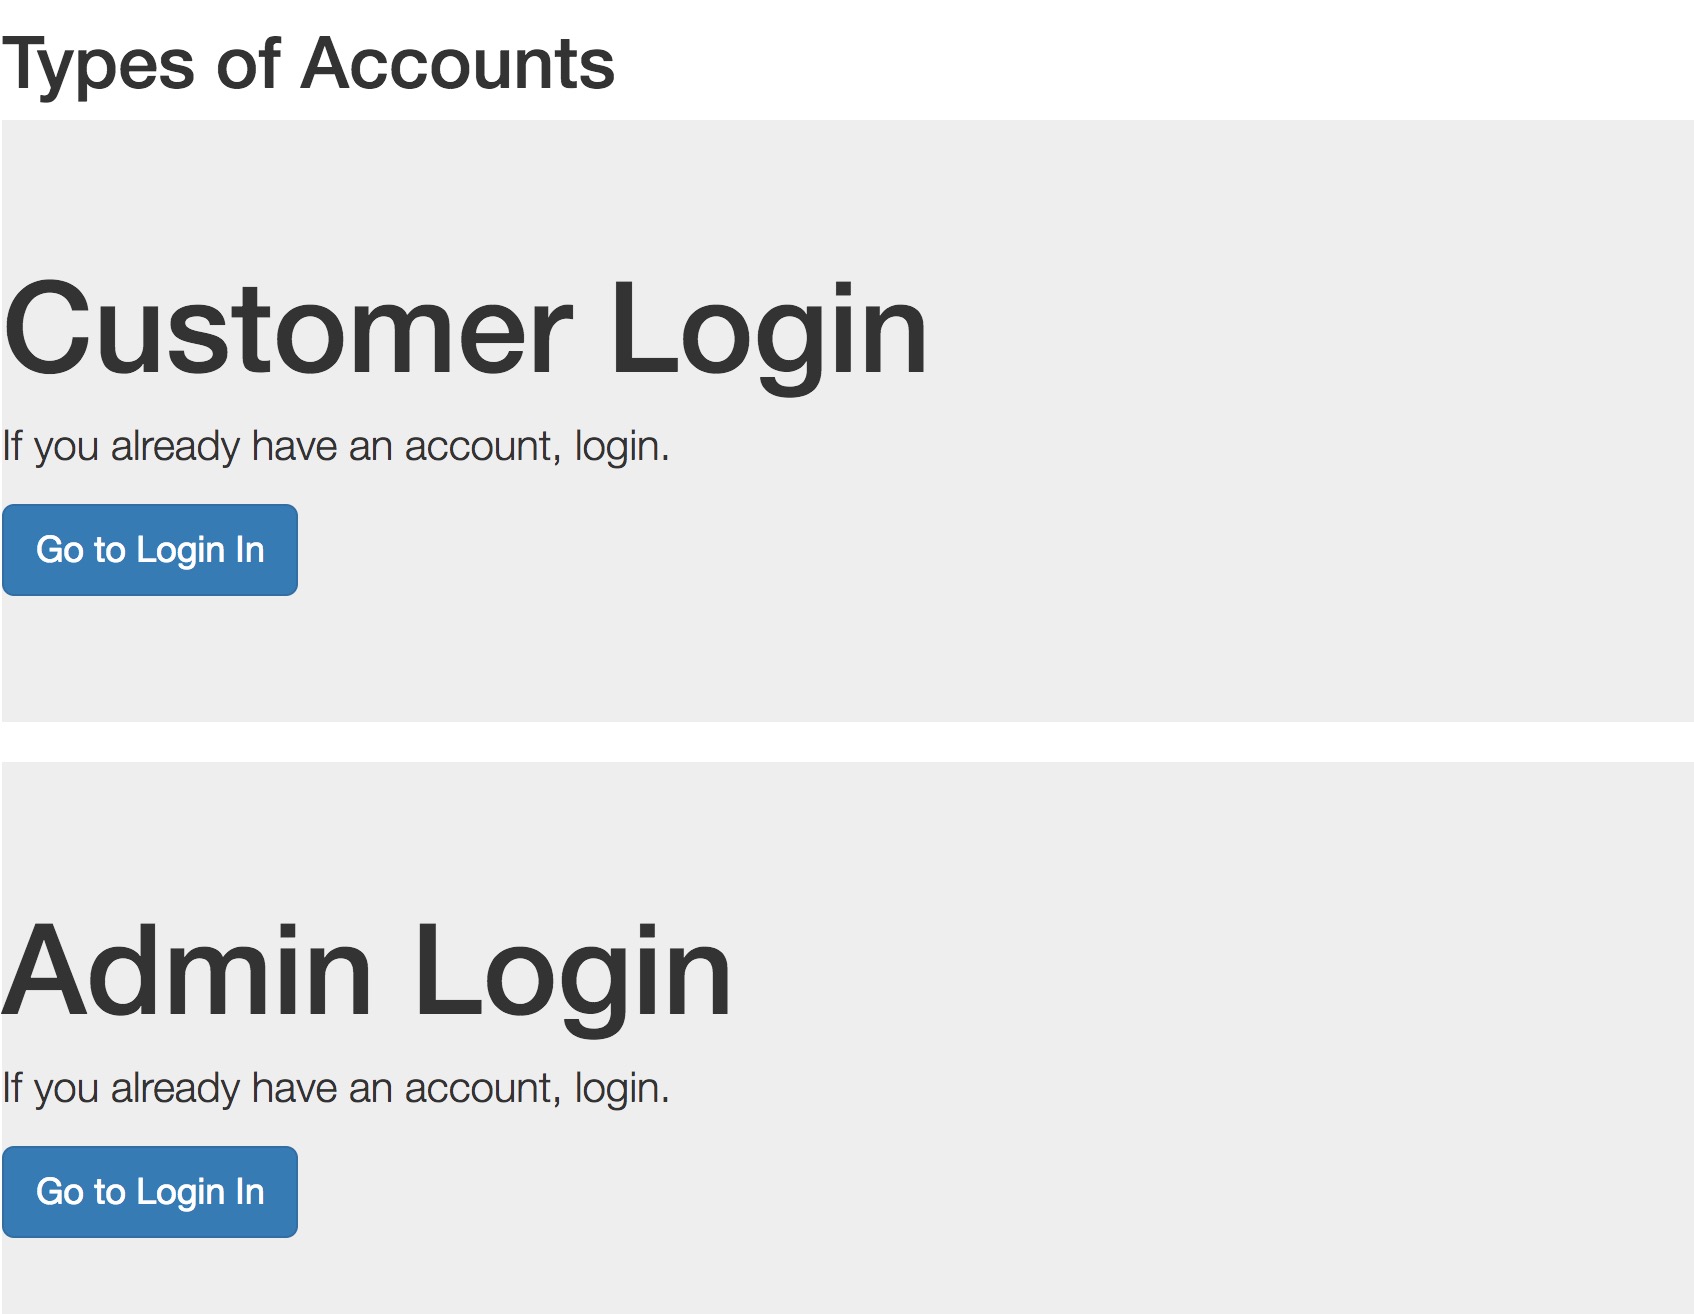 Types of Accounts
Customer Login
If you already have an account, login.
Go to Login In
Admin Login
If you already have an account, login.
Go to Login In